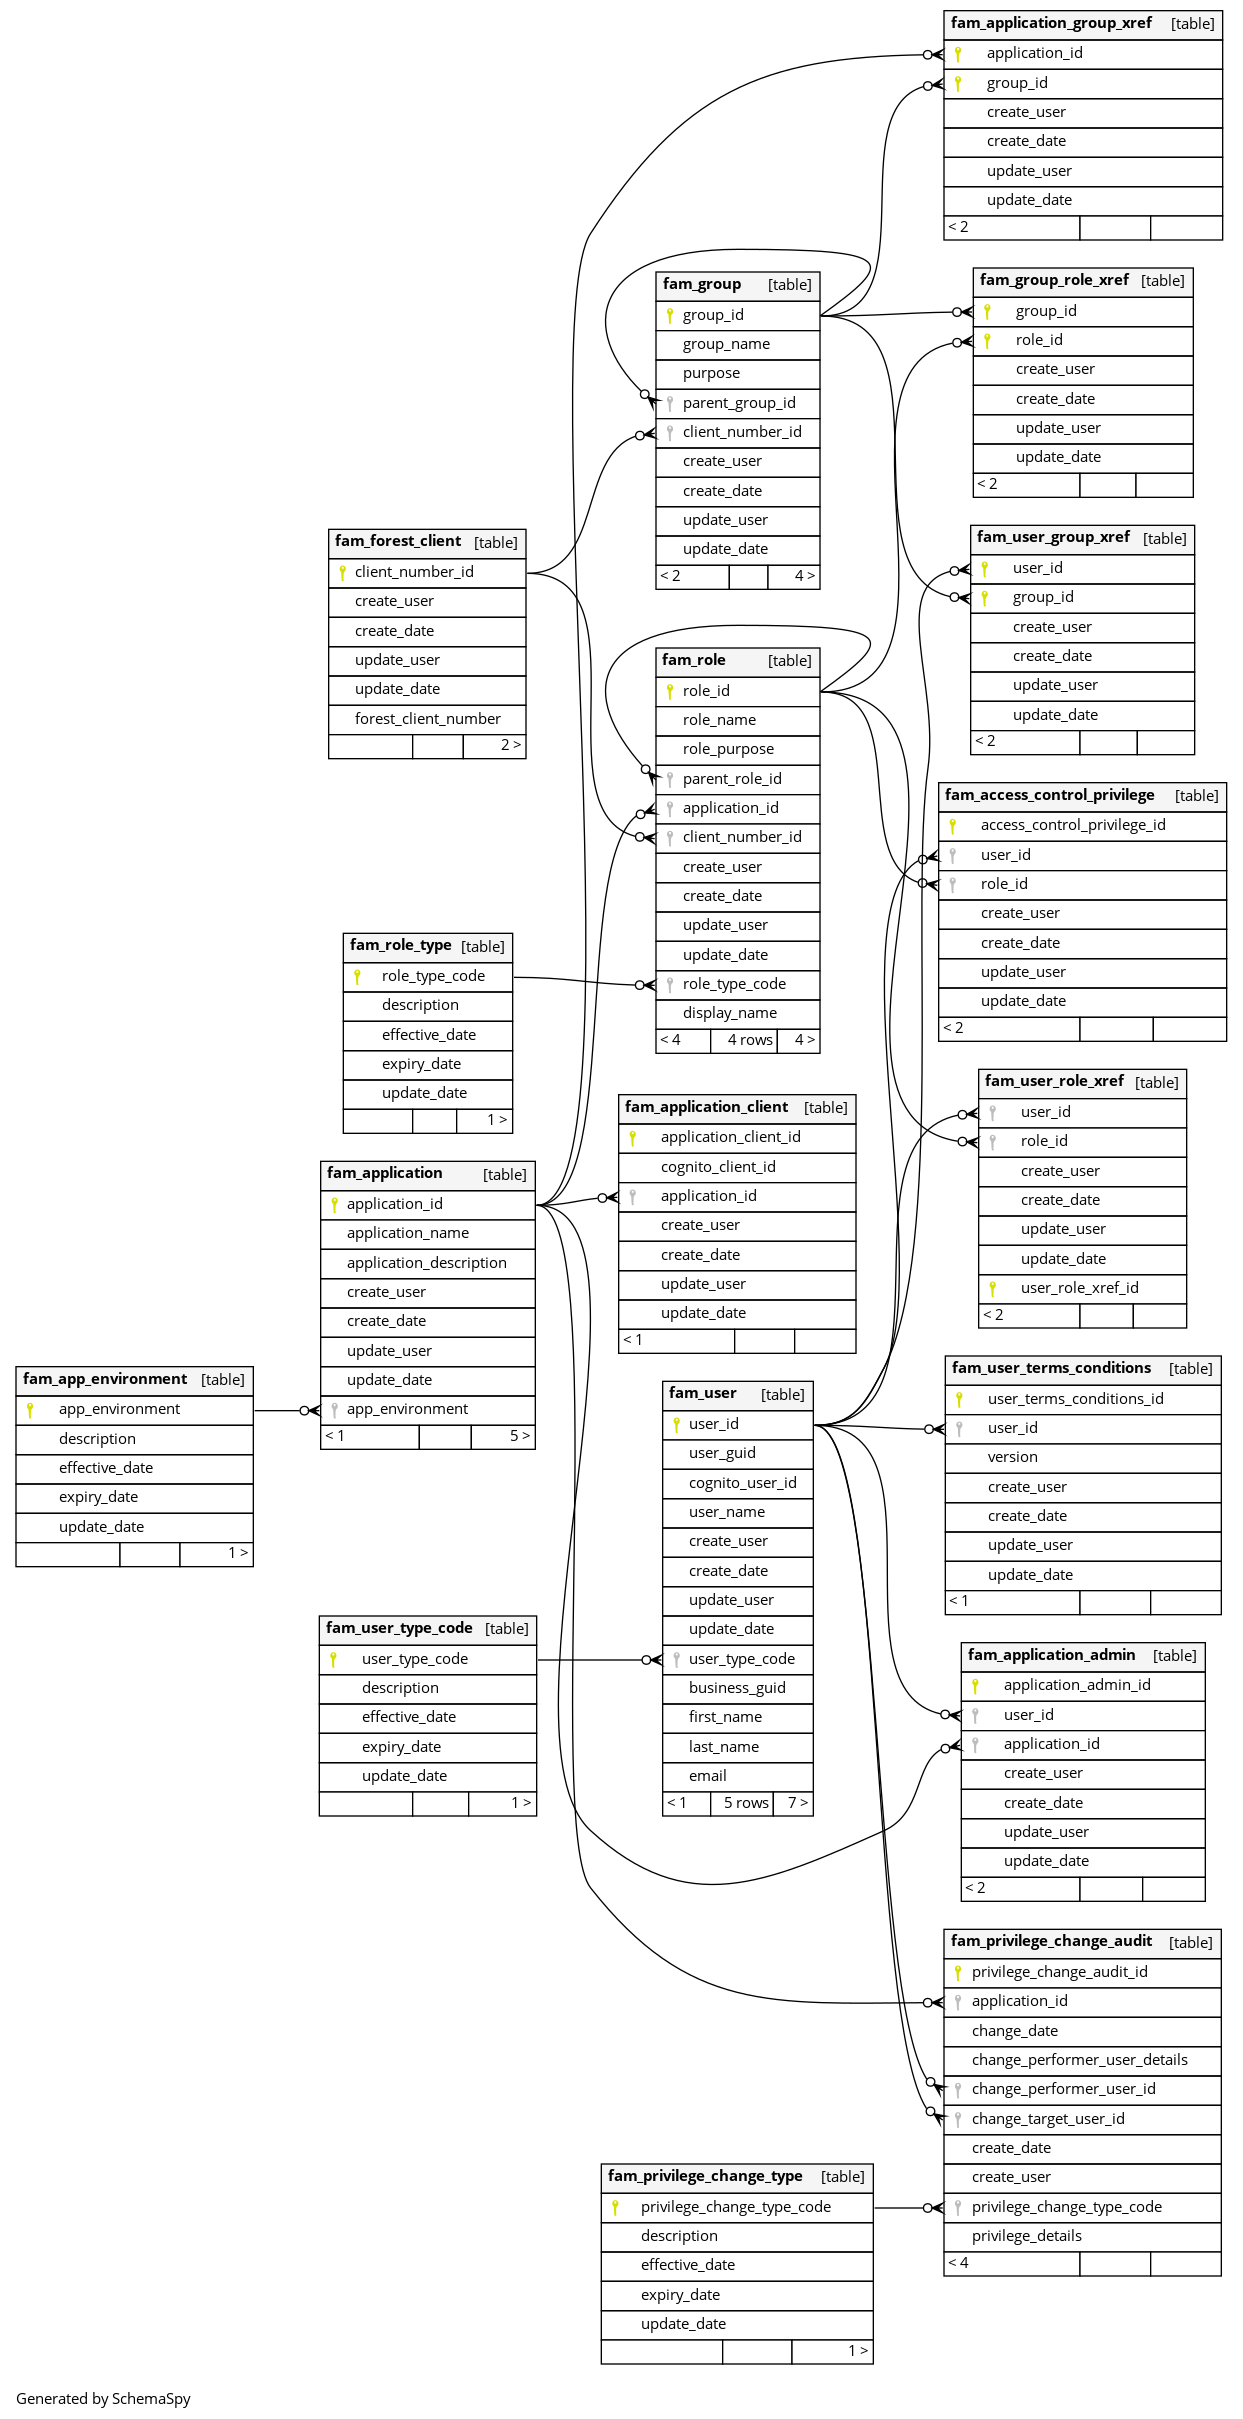 fam_application_group_xref [table]
application_id
group_id
create_user
create_date
update_user
update_date
< 2
fam_group [table]
group_id
group_name
purpose
parent_group_id
client_number_id
create_user
create_date
update_user
update_date
< 2 4 >
fam_group_role_xref [table]
group_id
role_id
create_user
create_date
update_user
update_date
< 2
fam_forest_client [table]
client_number_id
create_user
create_date
update_user
update_date
forest_client_number
2 >
fam_user_group_xref [table]
user_id
group_id
create_user
create_date
update_user
update_date
< 2
fam_role [table]
role_id
role_name
role_purpose
parent_role_id
application_id
client_number_id
create_user
create_date
update_user
update_date
role_type_code
display_name
< 4 4 rows 4 >
fam_access_control_privilege [table]
access_control_privilege_id
user_id
role_id
create_user
create_date
update_user
update_date
< 2
fam_role_type [table]
role_type_code
description
effective_date
expiry_date
update_date
1 >
fam_user_role_xref [table]
user_id
role_id
create_user
create_date
update_user
update_date
user_role_xref_id
< 2
fam_application_client [table]
application_client_id
cognito_client_id
application_id
create_user
create_date
update_user
update_date
< 1
fam_application [table]
application_id
application_name
application_description
create_user
create_date
update_user
update_date
app_environment
< 1 5 >
fam_app_environment [table]
app_environment
description
effective_date
expiry_date
update_date
1 >
fam_user [table]
user_id
user_guid
cognito_user_id
user_name
create_user
create_date
update_user
update_date
user_type_code
business_guid
first_name
last_name
email
< 1 5 rows 7 >
fam_user_terms_conditions [table]
user_terms_conditions_id
user_id
version
create_user
create_date
update_user
update_date
< 1
fam_user_type_code [table]
user_type_code
description
effective_date
expiry_date
update_date
1 >
fam_application_admin [table]
application_admin_id
user_id
application_id
create_user
create_date
update_user
update_date
< 2
fam_privilege_change_audit [table]
privilege_change_audit_id
application_id
change_date
change_performer_user_details
change_performer_user_id
change_target_user_id
create_date
create_user
privilege_change_type_code
privilege_details
< 4
fam_privilege_change_type [table]
privilege_change_type_code
description
effective_date
expiry_date
update_date
1 >
Generated by SchemaSpy